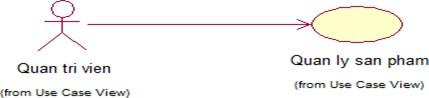 Quan tri vien
(from Use Case View)
Quan ly san pham
(from Use Case View)